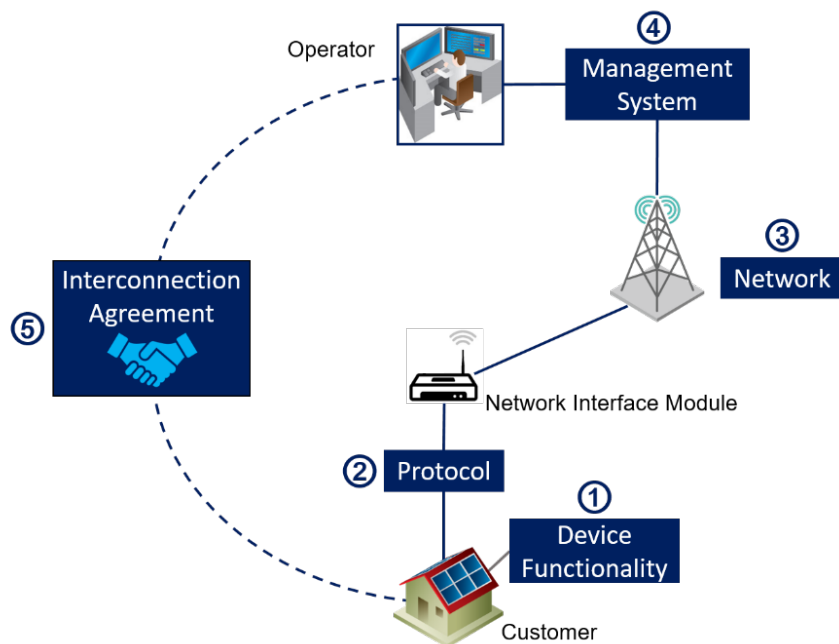 Operator
④
Management
System
③
Network
Interconnection
Agreement
⑤
Network Interface Module
②
Protocol
①
Device
Functionality
Customer